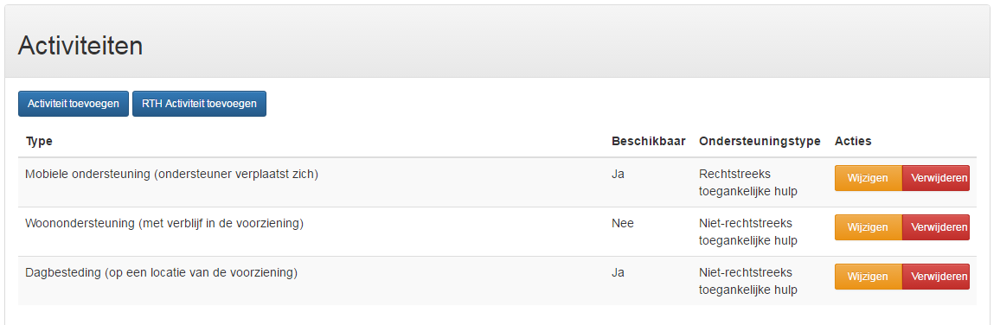 Activiteiten
Activiteit toevoegen RTH Activiteit toevoegen
Type Beschikbaar Ondersteuningstype Acties
Mobiele ondersteuning (ondersteuner verplaatst zich) Ja Rechtstreeks Wijzigen Verwijderen
toegankelijke hulp
Woonondersteuning (met verblijf in de voorziening) Nee Niet-rechtstreeks Wijzigen Verwijderen
toegankelijke hulp
Dagbesteding (op een locatie van de voorziening) Ja Niet-rechtstreeks Wijzigen Verwijderen
toegankelijke hulp